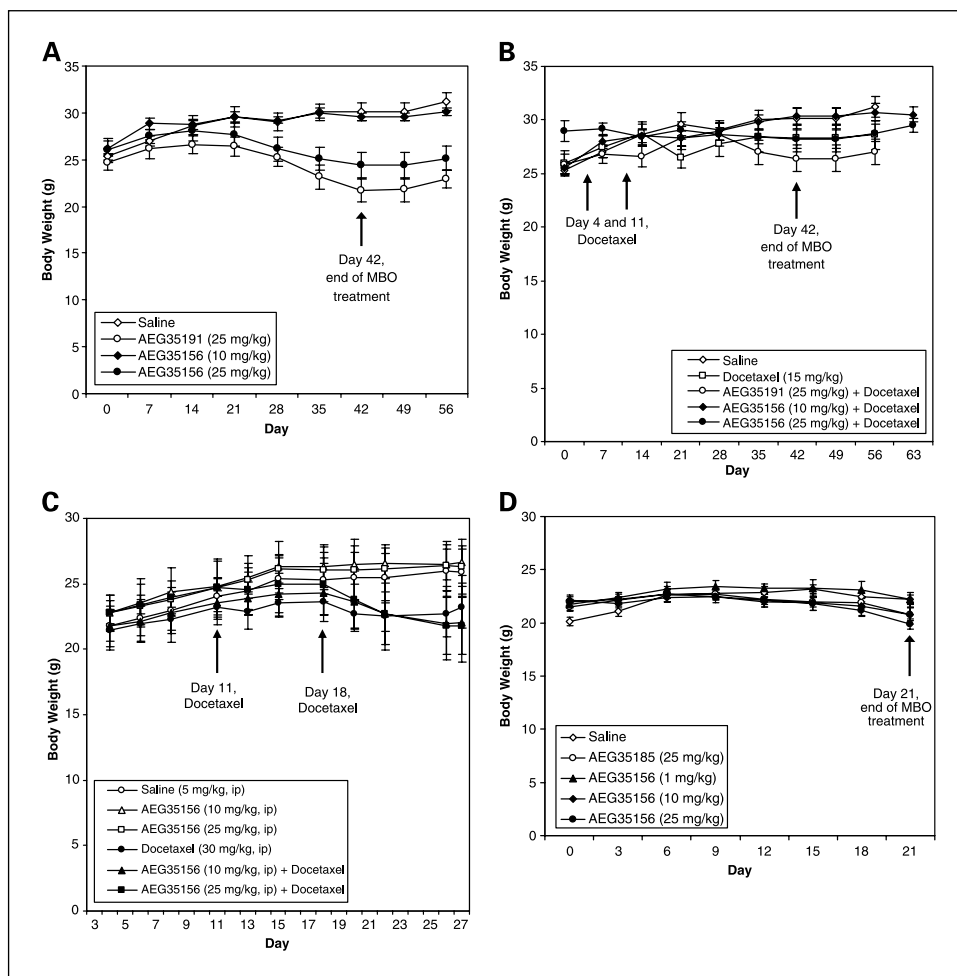 A
35
30
25
20
15
10
5
0
Body Weight (g)
Day 42,
end of MBO
treatment
Saline
AEG35191 (25 mg/kg)
AEG35156 (10 mg/kg)
AEG35156 (25 mg/kg)
0 7 14 21 28 35 42 49 56
Day
B
35
30
25
20
15
10
5
0
Body Weight (g)
Day 4 and 11,
Docetaxel
Day 42,
end of MBO
treatment
Saline
Docetaxel (15 mg/kg)
AEG35191 (25 mg/kg) + Docetaxel
AEG35156 (10 mg/kg) + Docetaxel
AEG35156 (25 mg/kg) + Docetaxel
0 7 14 21 28 35 42 49 56 63
Day
C
30
25
20
15
10
5
0
Body Weight (g)
Day 11,
Docetaxel
Day 18,
Docetaxel
Saline (5 mg/kg, ip)
AEG35156 (10 mg/kg, ip)
AEG35156 (25 mg/kg, ip)
Docetaxel (30 mg/kg, ip)
AEG35156 (10 mg/kg, ip) + Docetaxel
AEG35156 (25 mg/kg, ip) + Docetaxel
3 5 7 9 11 13 15 17 19 21 23 25 27
Day
D
30
25
20
15
10
5
0
Body Weight (g)
Day 21,
end of MBO
treatment
Saline
AEG35185 (25 mg/kg)
AEG35156 (1 mg/kg)
AEG35156 (10 mg/kg)
AEG35156 (25 mg/kg)
0 3 6 9 12 15 18 21
Day